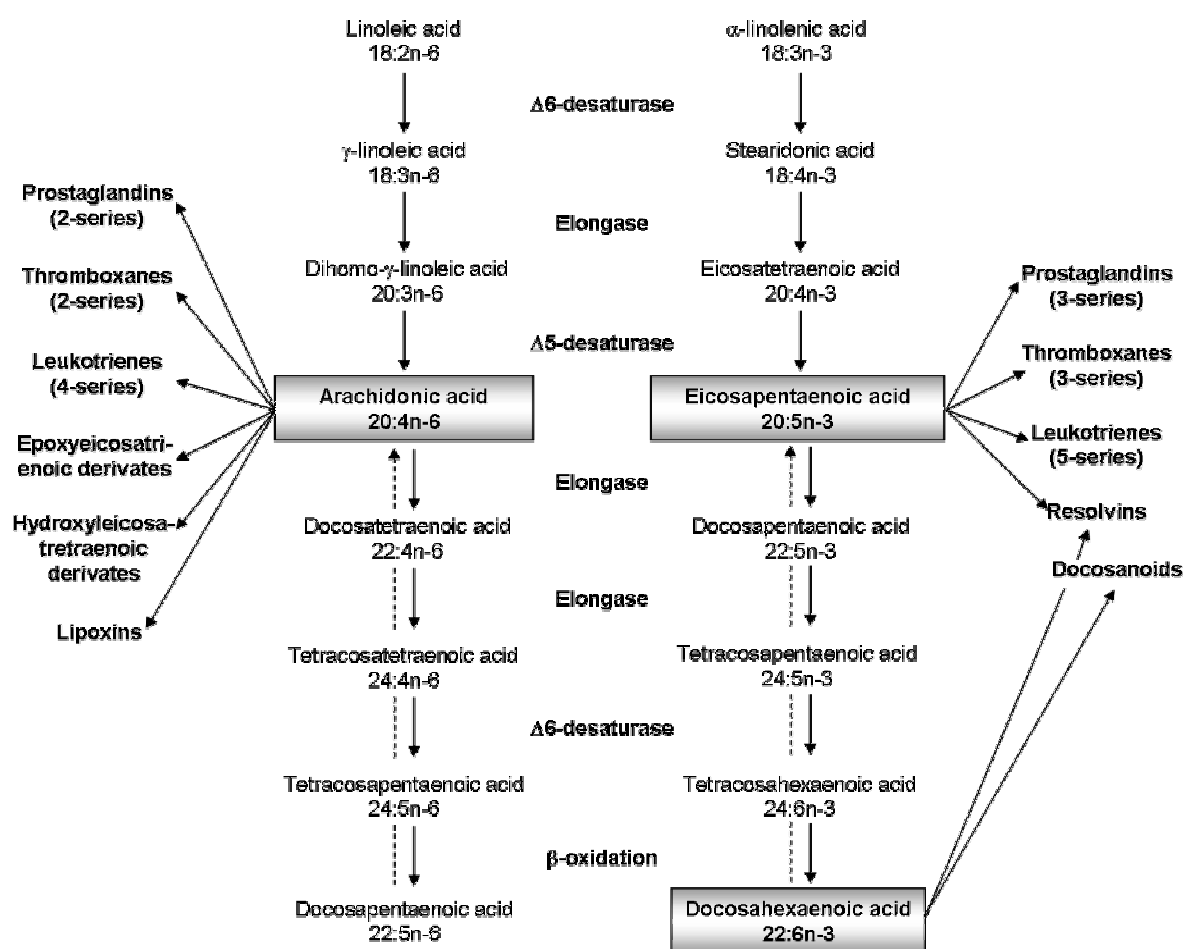 Linoleic acid
18:2n-6
α-linolenic acid
18:3n-3
Δ6-desaturase
γ-linoleic acid
18:3n-6
Stearidonic acid
18:4n-3
Prostaglandins
(2-series)
Elongase
Thromboxanes
(2-series)
Dihomo-γ-linoleic acid
20:3n-6
Eicosatetraenoic acid
20:4n-3
Prostaglandins
(3-series)
Δ5-desaturase
Leukotrienes
(4-series)
Arachidonic acid
20:4n-6
Eicosapentaenoic acid
20:5n-3
Thromboxanes
(3-series)
Epoxyeicosatri-
enoic derivates
Leukotrienes
(5-series)
Elongase
Hydroxyleicosa-
tretraenoic
derivates
Docosatetraenoic acid
22:4n-6
Docosapentaenoic acid
22:5n-3
Resolvins
Docosanoids
Elongase
Lipoxins
Tetracosatetraenoic acid
24:4n-6
Tetracosapentaenoic acid
24:5n-3
Δ6-desaturase
Tetracosapentaenoic acid
24:5n-6
Tetracosahexaenoic acid
24:6n-3
β-oxidation
Docosapentaenoic acid
22:5n-6
Docosahexaenoic acid
22:6n-3